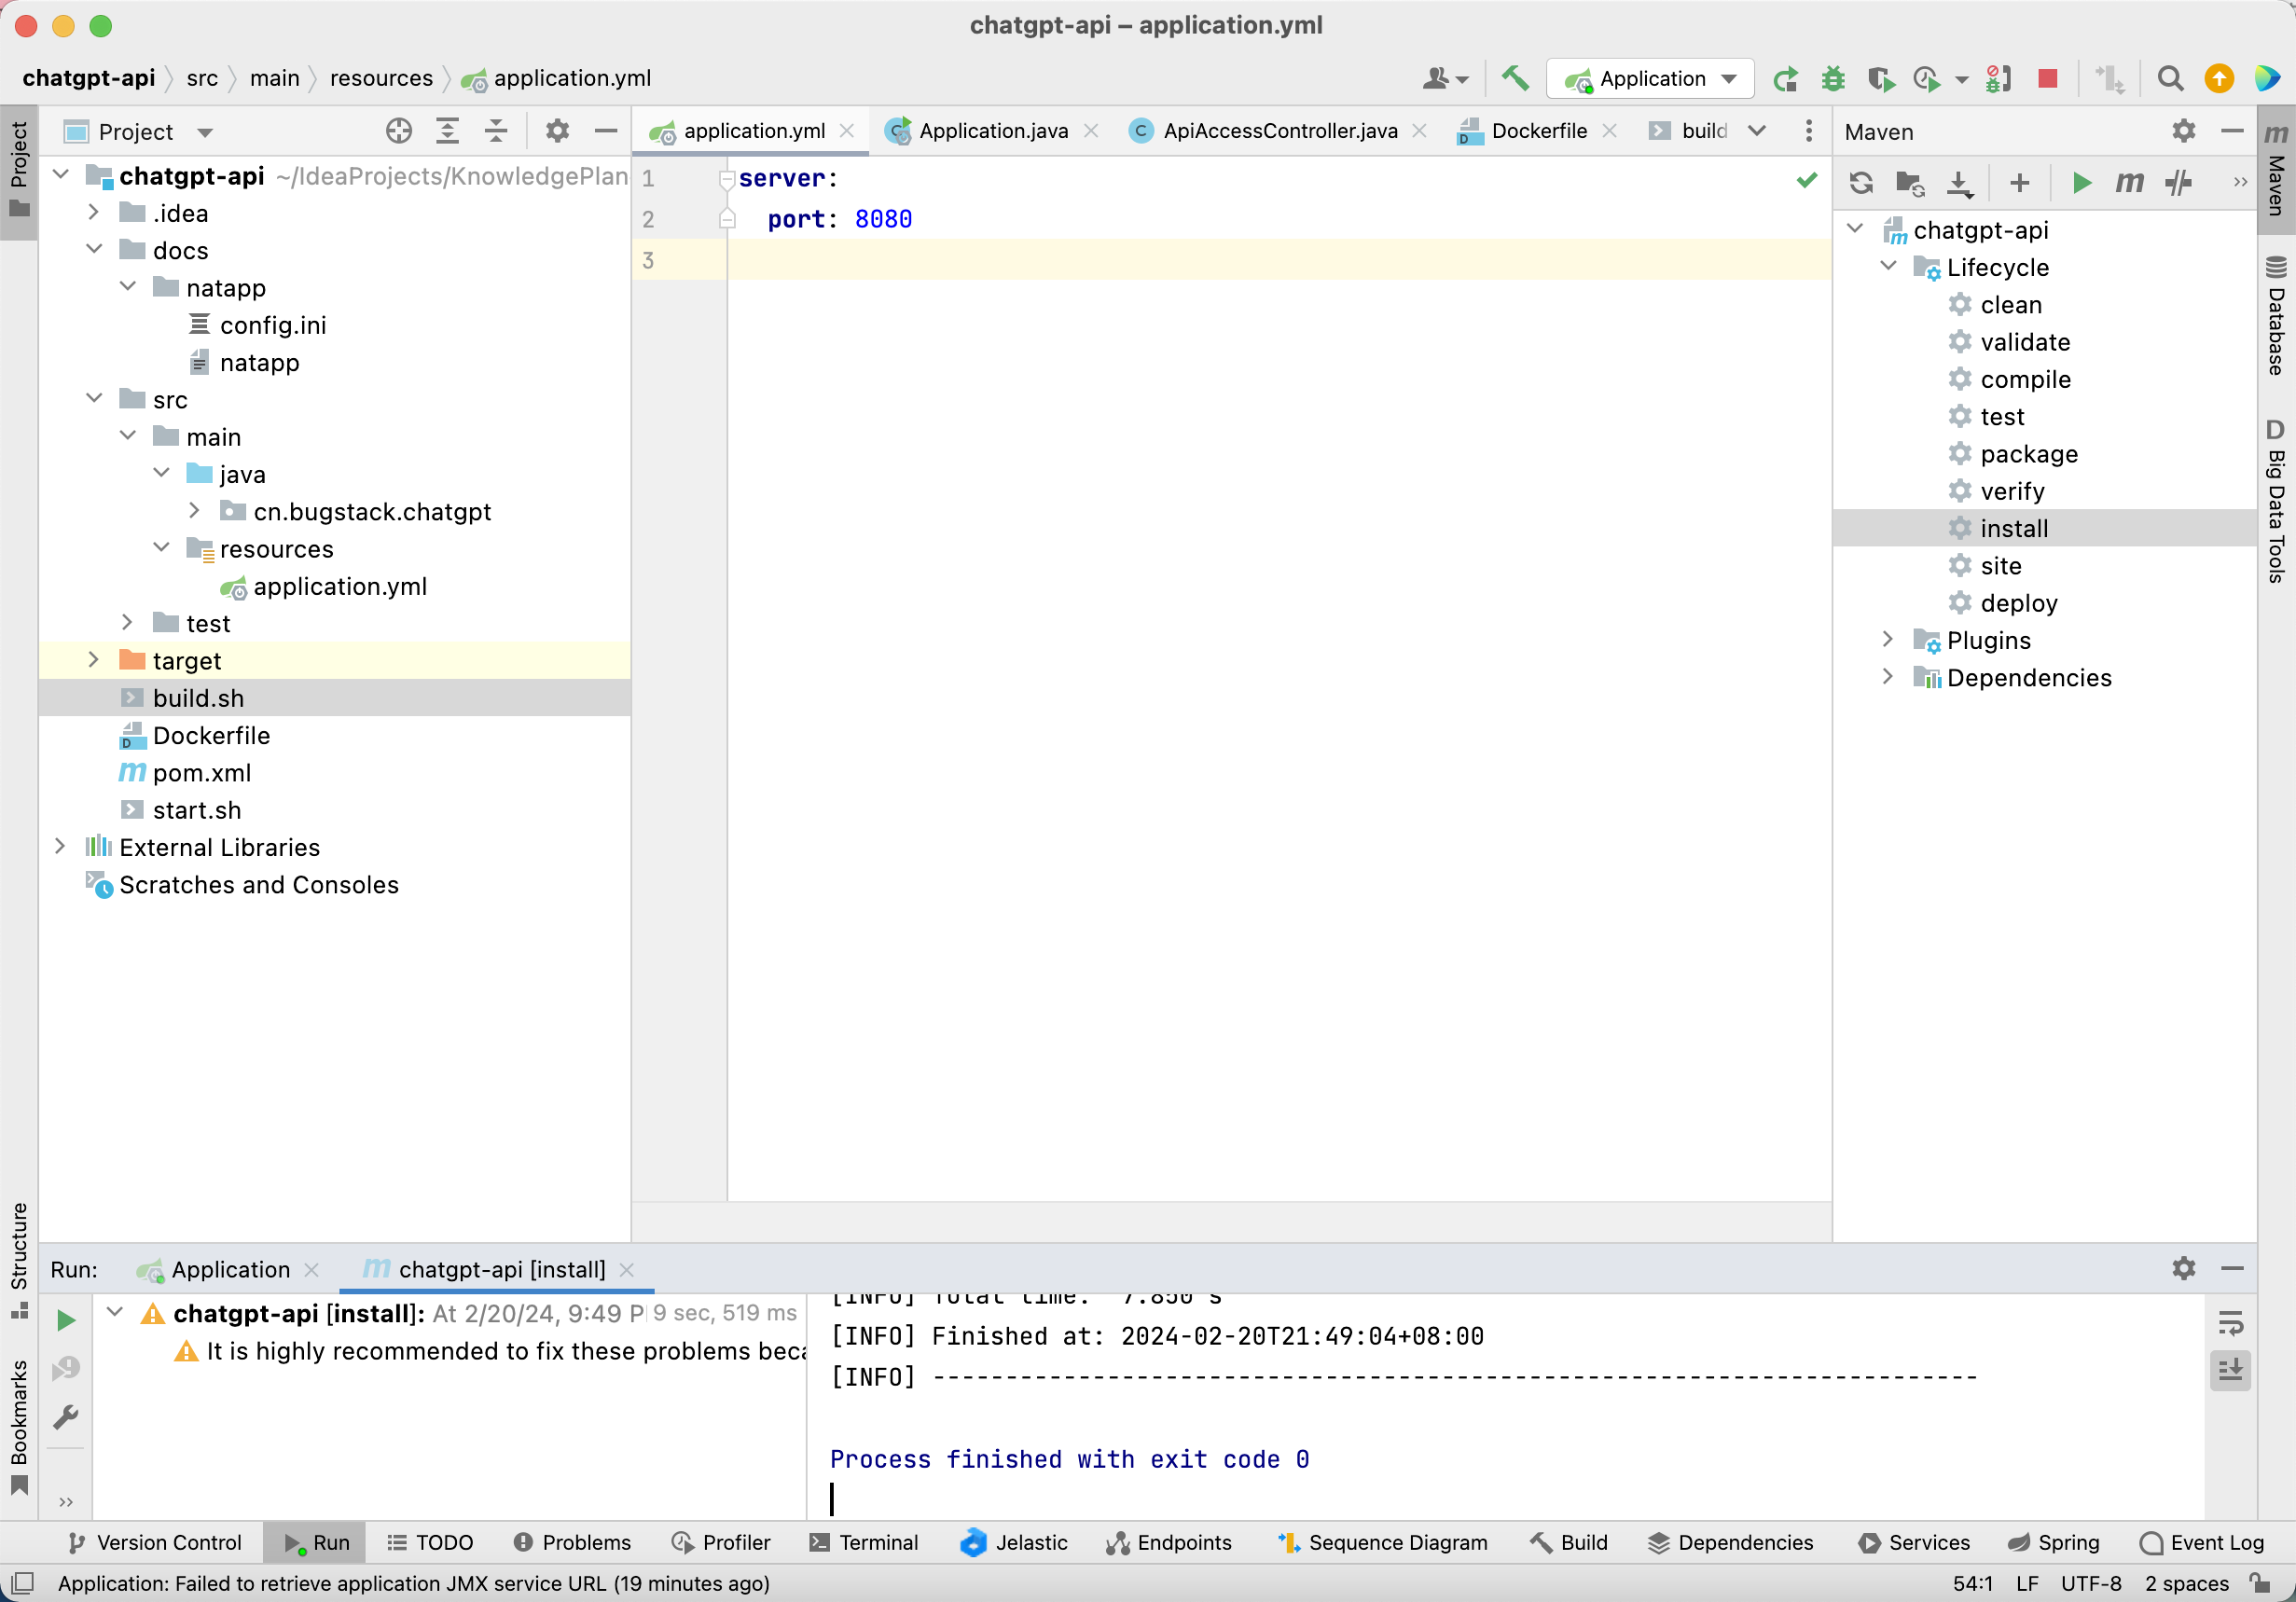 chatgpt-api – application.yml
chatgpt-api src main resources application.yml
Application
Project
Project
application.yml
Application.java
ApiAccessController.java
Dockerfile
build
Maven
chatgpt-api ~/IdeaProjects/KnowledgePlan
.idea
docs
natapp
config.ini
natapp
src
main
java
cn.bugstack.chatgpt
resources
application.yml
test
target
build.sh
Dockerfile
pom.xml
start.sh
External Libraries
Scratches and Consoles
1 server:
2 port: 8080
3
chatgpt-api
Lifecycle
clean
validate
compile
test
package
verify
install
site
deploy
Plugins
Dependencies
Maven
Database
Big Data Tools
Structure
Bookmarks
Run: Application chatgpt-api [install]
chatgpt-api [install]: At 2/20/24, 9:49 P 9 sec, 519 ms
It is highly recommended to fix these problems beca
[INFO] Total time: 7.850 s
[INFO] Finished at: 2024-02-20T21:49:04+08:00
[INFO] ------------------------------------------------------------------------
Process finished with exit code 0
Version Control Run TODO Problems Profiler Terminal Jelastic Endpoints Sequence Diagram Build Dependencies Services Spring Event Log
Application: Failed to retrieve application JMX service URL (19 minutes ago)
54:1 LF UTF-8 2 spaces